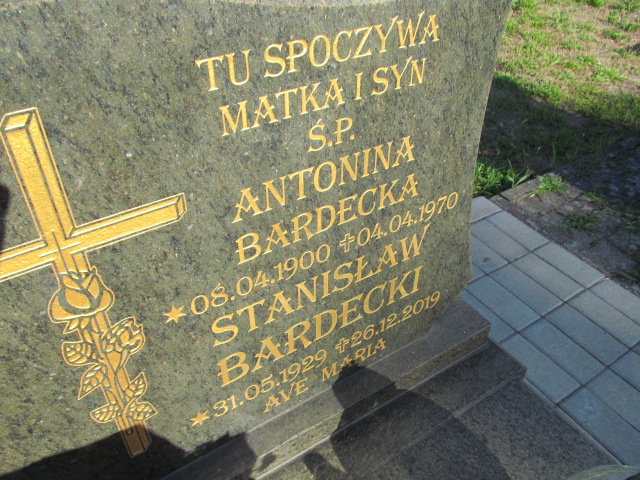 TU SPOCZYWA
MATKA I SYN
Ś.P.
ANTONINA
BARDECKA
*08.04.1900 ✝04.04.1970
STANISŁAW
BARDECKI
*31.05.1929 ✝26.12.2019
AVE MARIA